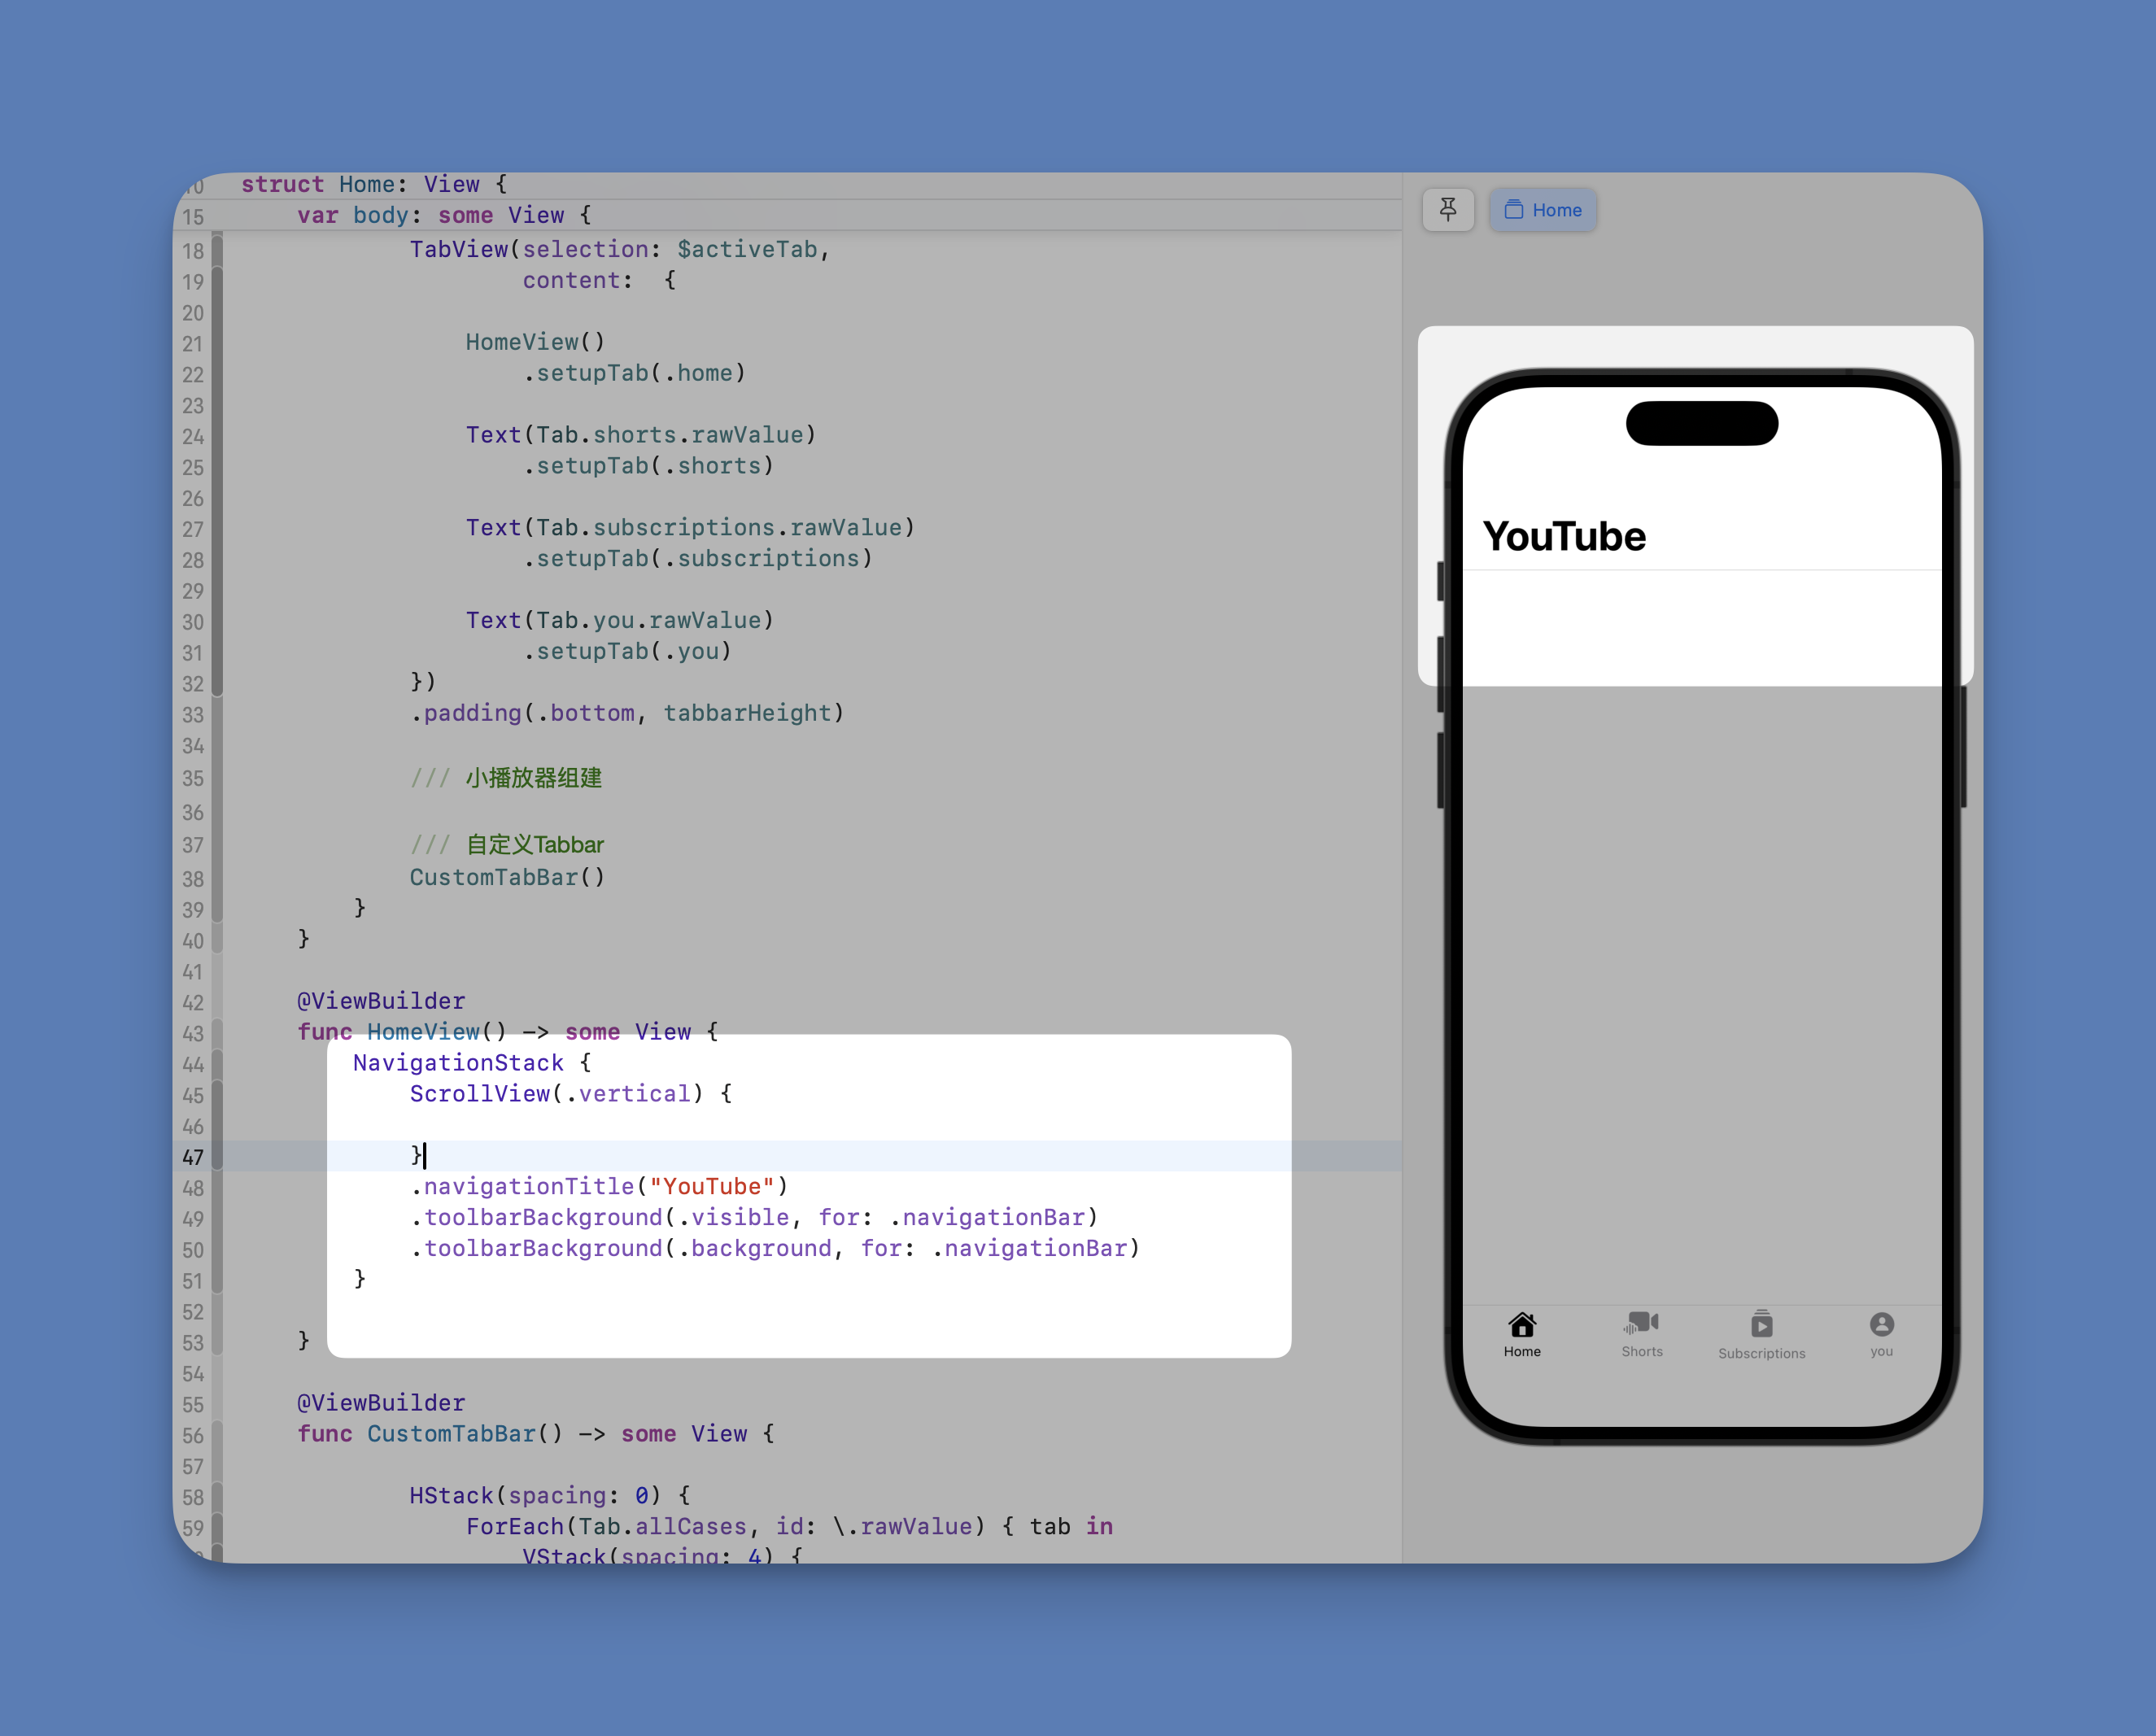 struct Home: View {
15 var body: some View {
18 TabView(selection: $activeTab,
19 content:  {
20
21 HomeView()
22 .setupTab(.home)
23
24 Text(Tab.shorts.rawValue)
25 .setupTab(.shorts)
26
27 Text(Tab.subscriptions.rawValue)
28 .setupTab(.subscriptions)
29
30 Text(Tab.you.rawValue)
31 .setupTab(.you)
32 })
33 .padding(.bottom, tabbarHeight)
34
35 /// 小播放器组建
36
37 /// 自定义Tabbar
38 CustomTabBar()
39 }
40 }
41
42 @ViewBuilder
43 func HomeView() -> some View {
44 NavigationStack {
45 ScrollView(.vertical) {
46
47 }
48 .navigationTitle("YouTube")
49 .toolbarBackground(.visible, for: .navigationBar)
50 .toolbarBackground(.background, for: .navigationBar)
51 }
52
53 }
54
55 @ViewBuilder
56 func CustomTabBar() -> some View {
57
58 HStack(spacing: 0) {
59 ForEach(Tab.allCases, id: \.rawValue) { tab in
VStack(spacing: 4) {
Home
YouTube
Home
Shorts
Subscriptions
you